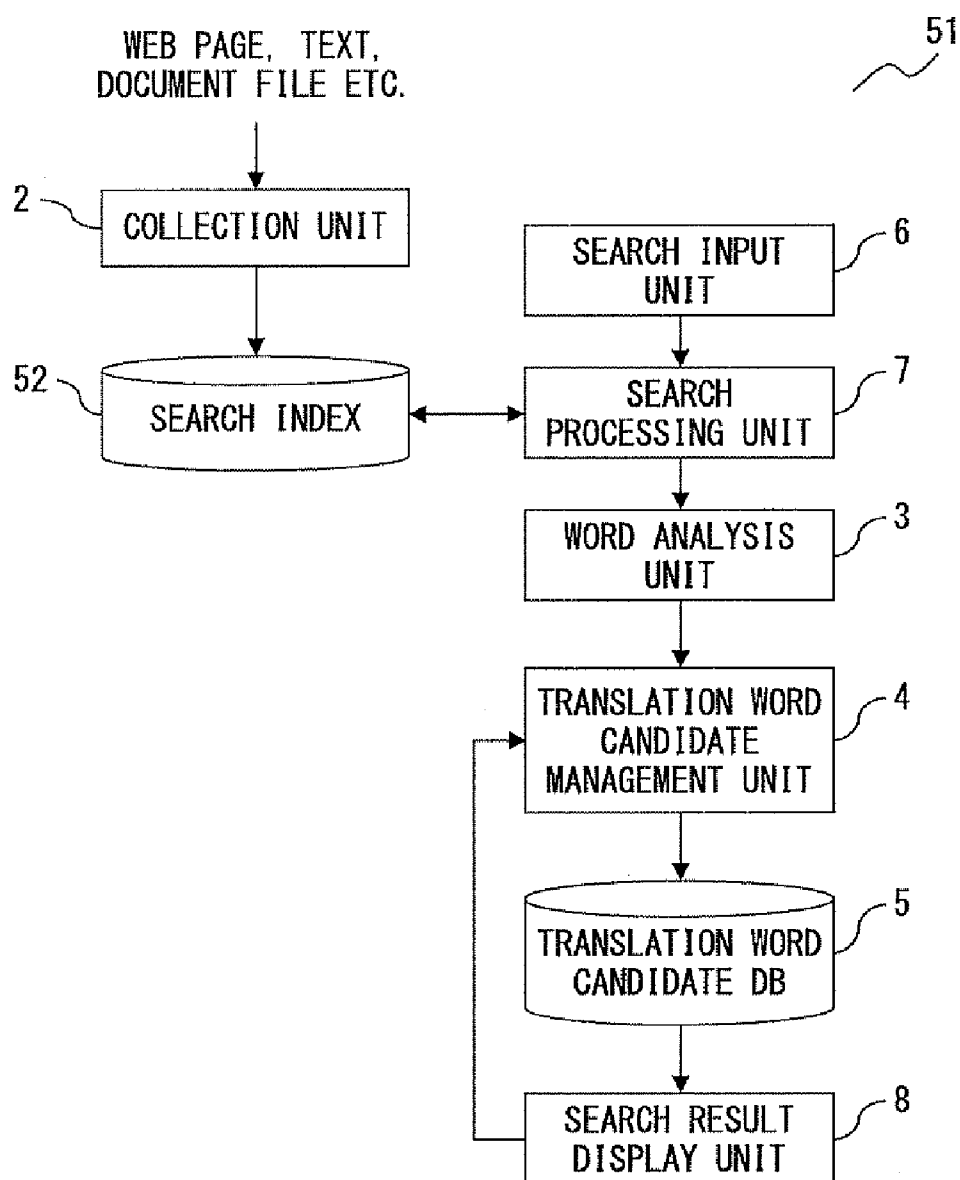 51
WEB PAGE, TEXT,
DOCUMENT FILE ETC.
2
COLLECTION UNIT
6
SEARCH INPUT
UNIT
52
SEARCH INDEX
7
SEARCH
PROCESSING UNIT
3
WORD ANALYSIS
UNIT
4
TRANSLATION WORD
CANDIDATE
MANAGEMENT UNIT
5
TRANSLATION WORD
CANDIDATE DB
8
SEARCH RESULT
DISPLAY UNIT